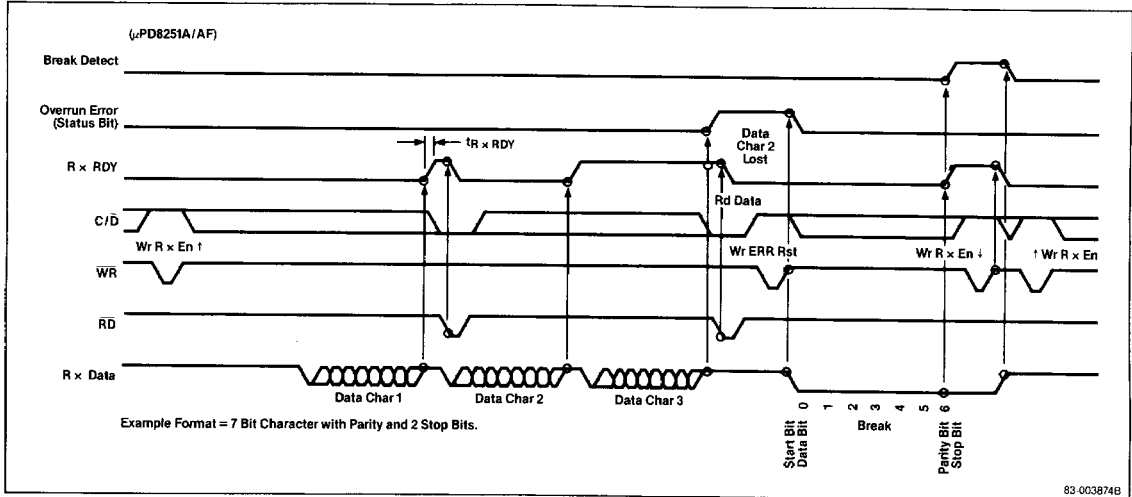 (μPD8251A/AF)
Break Detect
Overrun Error
(Status Bit)
tR × RDY
Data
Char 2
Lost
R × RDY
Rd Data
C/D̅
Wr R × En ↑
Wr ERR Rst
Wr R × En ↓
↑ Wr R × En
W̅R̅
R̅D̅
R × Data
Data Char 1
Data Char 2
Data Char 3
Start Bit
Data Bit 0
1
2
3
4
5
Parity Bit 6
Stop Bit
Break
Example Format = 7 Bit Character with Parity and 2 Stop Bits.
83-003874B